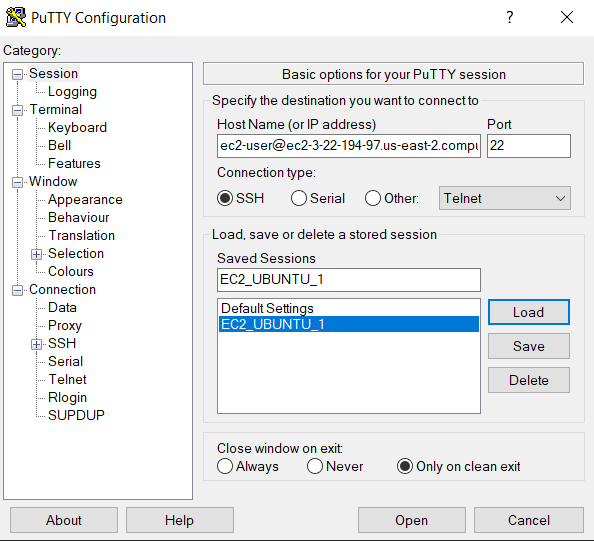 PuTTY Configuration
?
Category:
Session
Logging
Terminal
Keyboard
Bell
Features
Window
Appearance
Behaviour
Translation
Selection
Colours
Connection
Data
Proxy
SSH
Serial
Telnet
Rlogin
SUPDUP
Basic options for your PuTTY session
Specify the destination you want to connect to
Host Name (or IP address) Port
ec2-user@ec2-3-22-194-97.us-east-2.compu 22
Connection type:
SSH Serial Other: Telnet
Load, save or delete a stored session
Saved Sessions
EC2_UBUNTU_1
Default Settings
EC2_UBUNTU_1
Load
Save
Delete
Close window on exit:
Always Never Only on clean exit
About Help Open Cancel